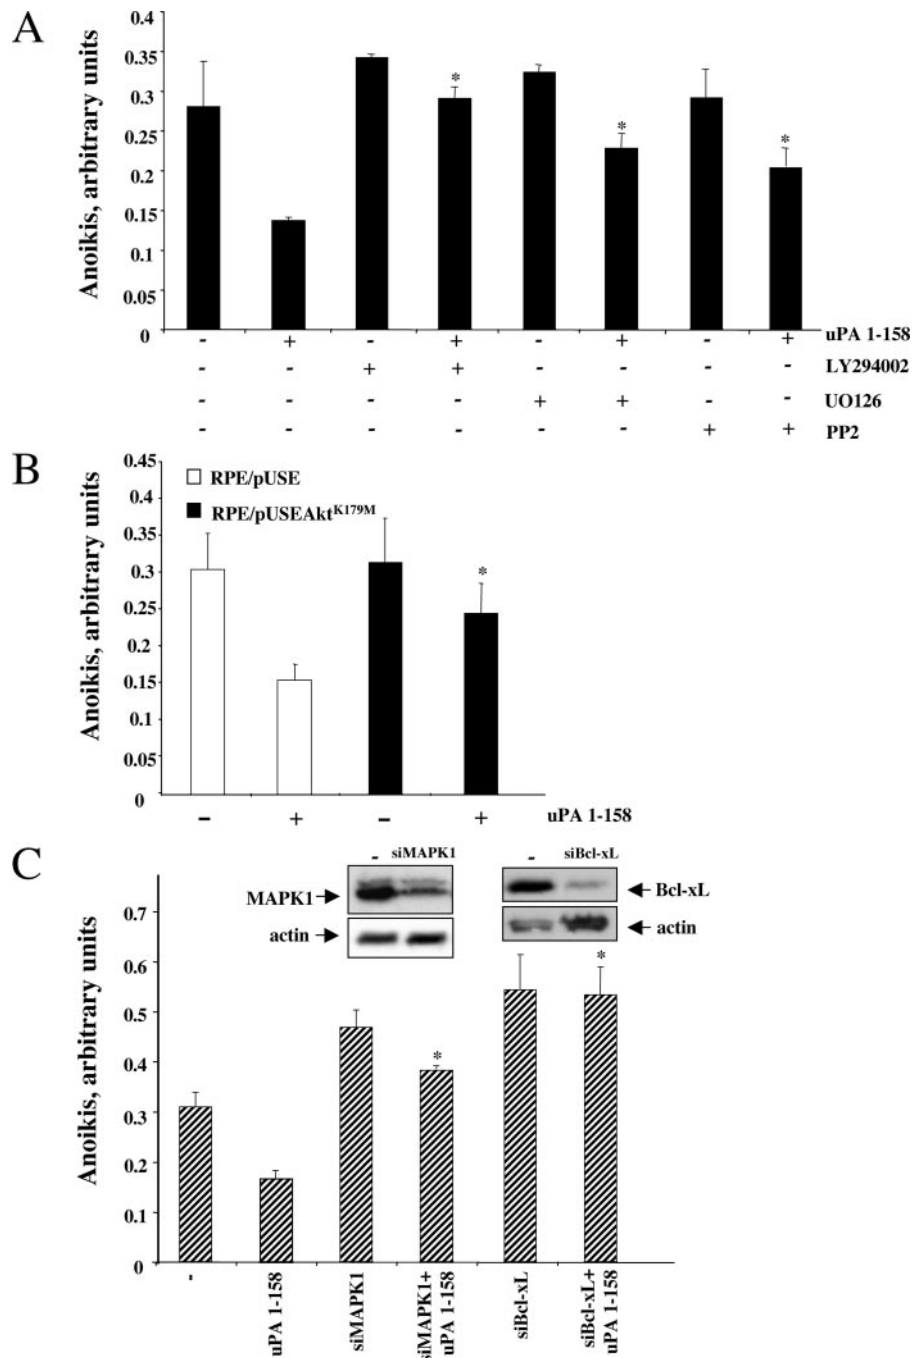 A
Anoikis, arbitrary units
0.4
0.35
0.3
0.25
0.2
0.15
0.1
0.05
0
* * *
- + - + - + - + uPA 1-158
- - + + - - - - LY294002
- - - - + + - - UO126
- - - - - - + + PP2
B
Anoikis, arbitrary units
0.45
0.4
0.35
0.3
0.25
0.2
0.15
0.1
0.05
0
RPE/pUSE
RPE/pUSEAktK179M
*
- + - + uPA 1-158
C
Anoikis, arbitrary units
0.7
0.6
0.5
0.4
0.3
0.2
0.1
0
- siMAPK1
MAPK1
actin
- siBcl-xL
Bcl-xL
actin
* *
-
uPA 1-158
siMAPK1
siMAPK1+
uPA 1-158
siBcl-xL
siBcl-xL+
uPA 1-158